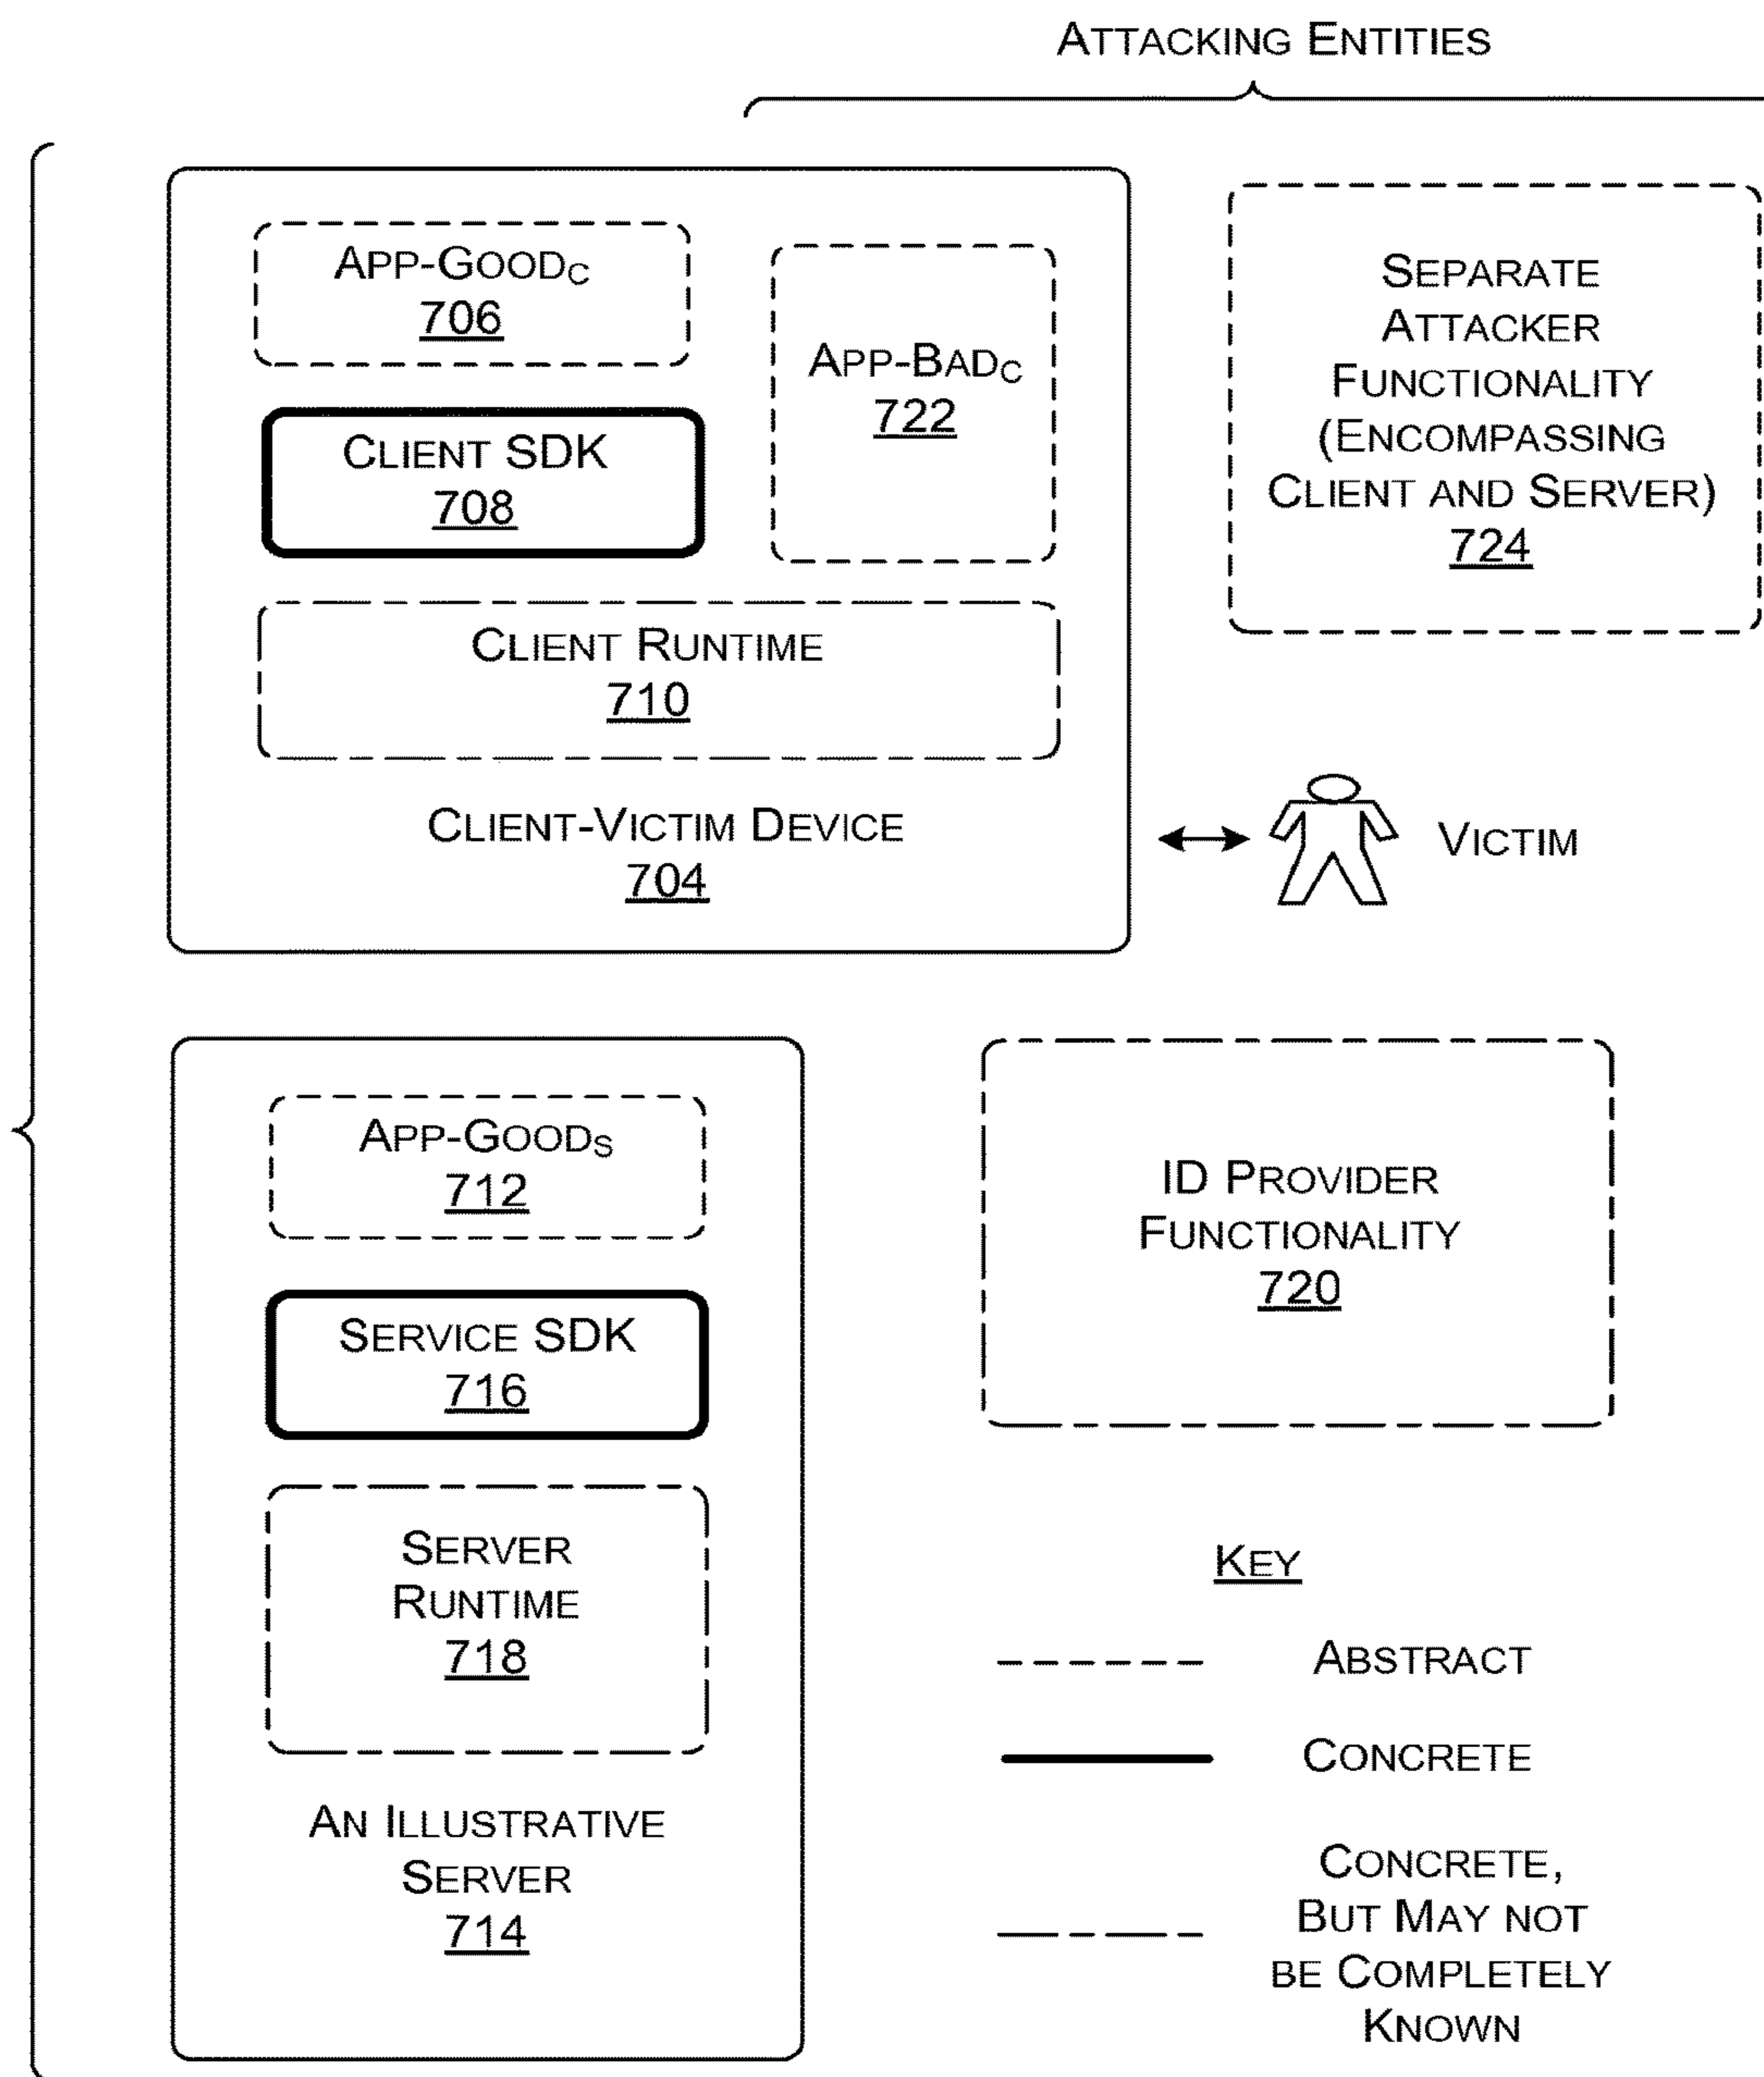 ATTACKING ENTITIES
APP-GOODC
706
APP-BADC
722
CLIENT SDK
708
CLIENT RUNTIME
710
CLIENT-VICTIM DEVICE
704
SEPARATE
ATTACKER
FUNCTIONALITY
(ENCOMPASSING
CLIENT AND SERVER)
724
VICTIM
APP-GOODS
712
SERVICE SDK
716
SERVER
RUNTIME
718
AN ILLUSTRATIVE
SERVER
714
ID PROVIDER
FUNCTIONALITY
720
KEY
ABSTRACT
CONCRETE
CONCRETE,
BUT MAY NOT
BE COMPLETELY
KNOWN